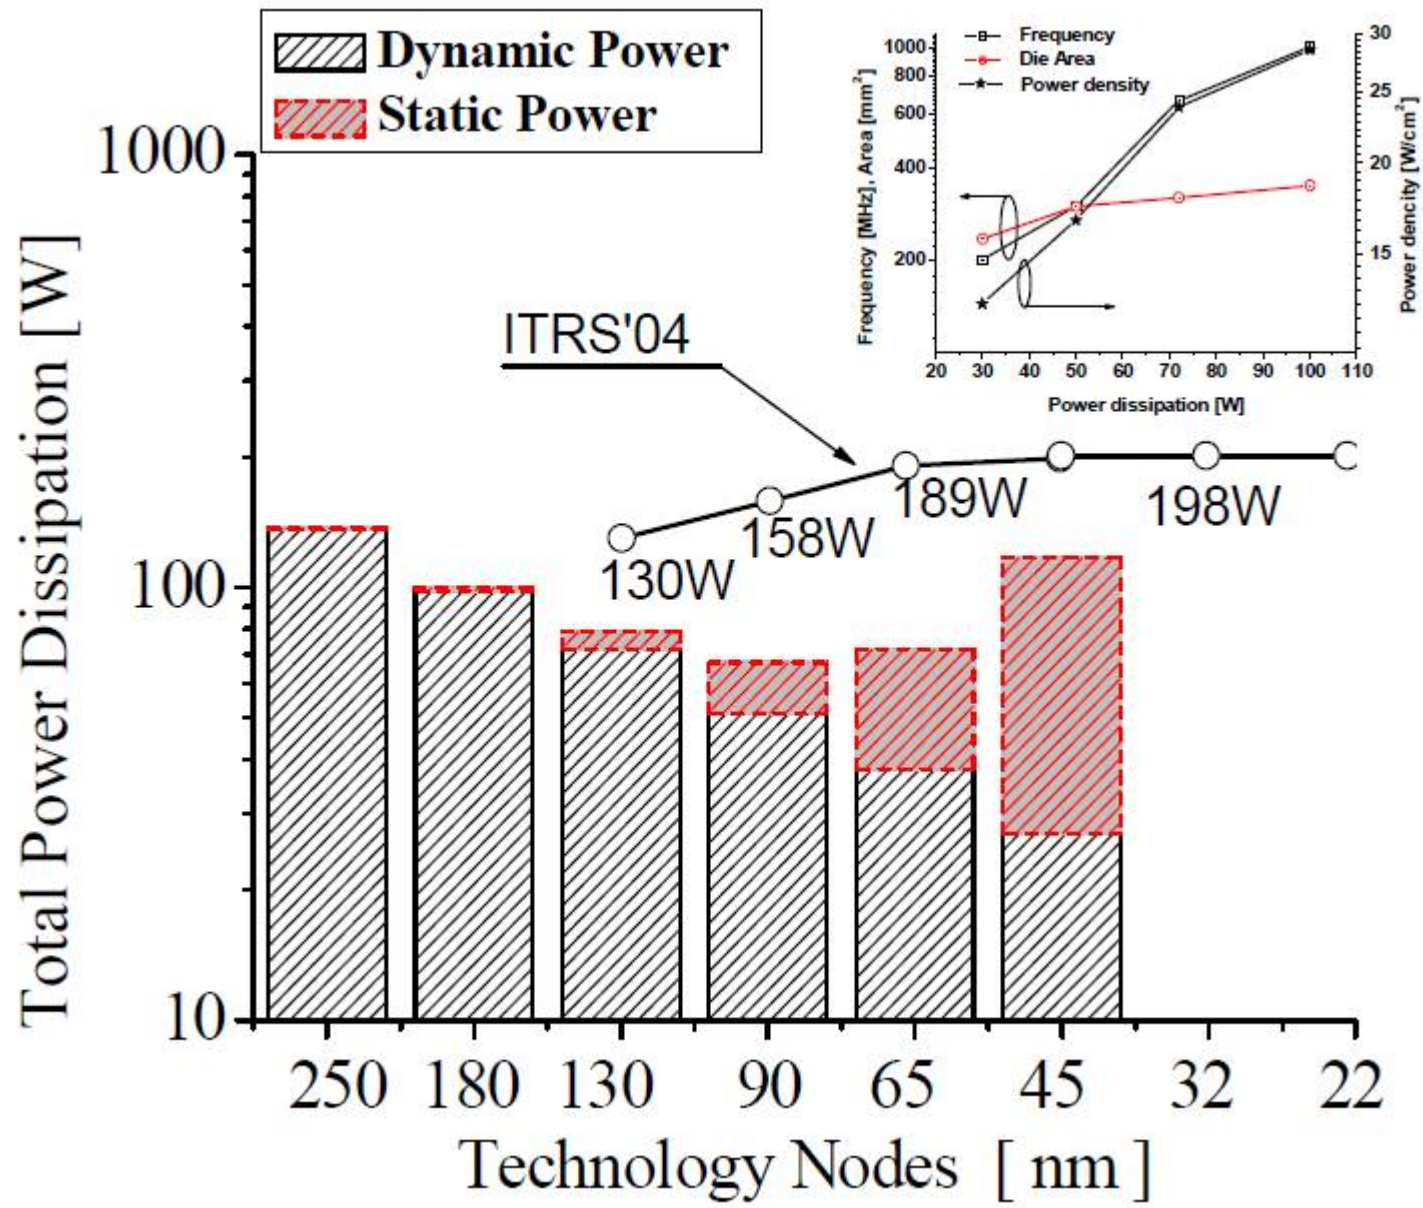 Dynamic Power
Static Power
Total Power Dissipation [W]
1000
100
10
ITRS'04
130W
158W
189W
198W
250 180 130 90 65 45 32 22
Technology Nodes [ nm ]
Frequency
Die Area
Power density
Frequency [MHz], Area [mm²]
1000
800
600
400
200
30
25
20
15
Power dencity [W/cm²]
20 30 40 50 60 70 80 90 100 110
Power dissipation [W]